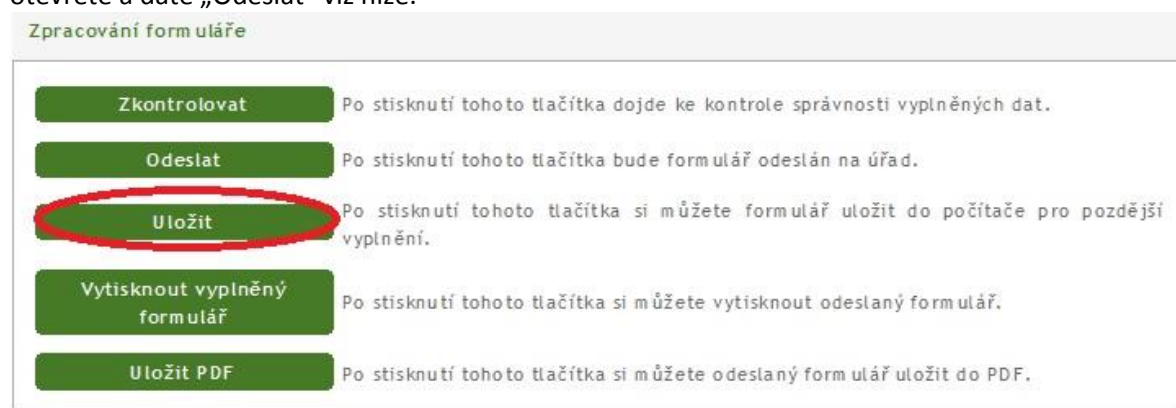 otevřete a dáte „Odeslat“ viz níže.
Zpracování formuláře
Zkontrolovat Po stisknutí tohoto tlačítka dojde ke kontrole správnosti vyplněných dat.
Odeslat Po stisknutí tohoto tlačítka bude formulář odeslán na úřad.
Uložit Po stisknutí tohoto tlačítka si můžete formulář uložit do počítače pro pozdější
vyplnění.
Vytisknout vyplněný
formulář
Po stisknutí tohoto tlačítka si můžete vytisknout odeslaný formulář.
Uložit PDF Po stisknutí tohoto tlačítka si můžete odeslaný formulář uložit do PDF.